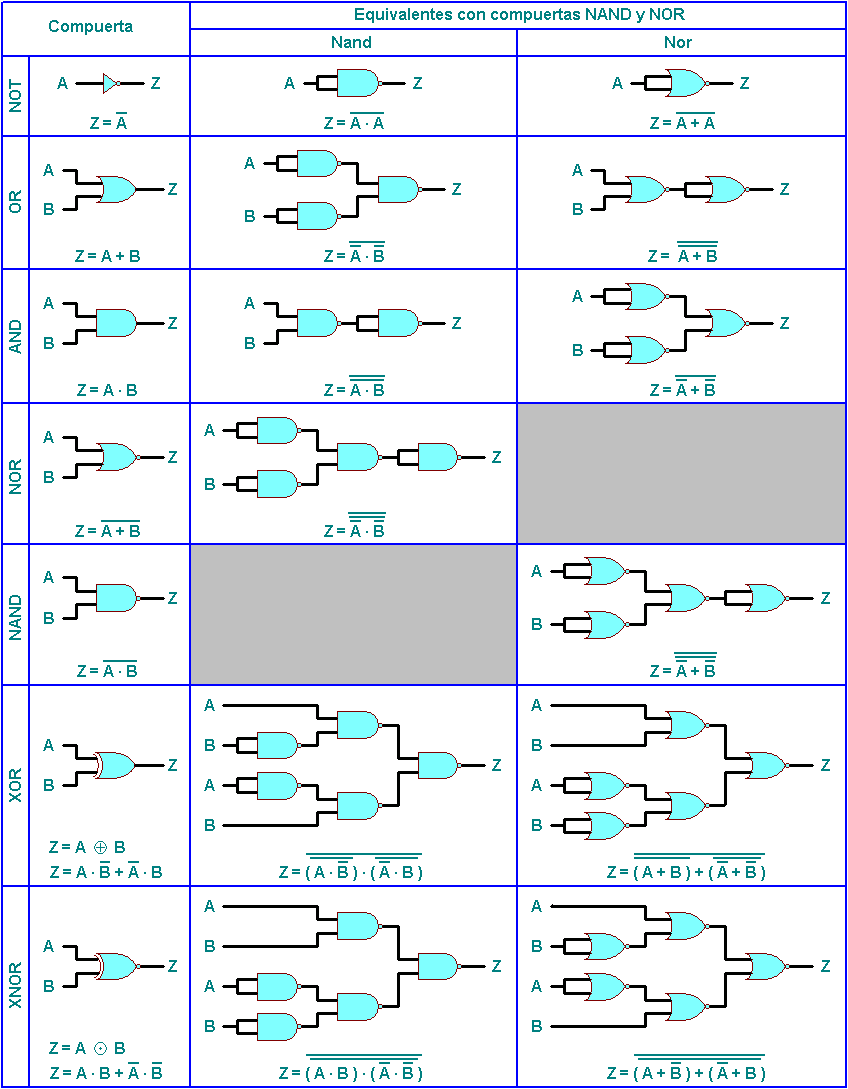 Compuerta
Equivalentes con compuertas NAND y NOR
Nand
Nor
NOT
A Z
Z = A̅
A Z
Z = A̅ ·̅ A̅
A Z
Z = A̅ +̅ A̅
OR
A
B
Z
Z = A + B
A
B
Z
Z = A̿ ·̅ B̿
A
B
Z
Z = A̿ +̿ B̿
AND
A
B
Z
Z = A · B
A
B
Z
Z = A̿ ·̿ B̿
A
B
Z
Z = A̿ +̅ B̿
NOR
A
B
Z
Z = A̅ +̅ B̅
A
B
Z
Z = A̿̅ ·̿ B̿̅
NAND
A
B
Z
Z = A̅ ·̅ B̅
A
B
Z
Z = A̿̅ +̿ B̿̅
XOR
A
B
Z
Z = A ⊕ B
Z = A · B̅ + A̅ · B
A
B
A
B
Z
Z = (̿ A̿ ·̿ B̿̅ )̿ ·̅ (̿ A̿̅ ·̿ B̿ )̿
A
B
A
B
Z
Z = (̿ A̿ +̿ B̿ )̿ +̅ (̿ A̿̅ +̿ B̿̅ )̿
XNOR
A
B
Z
Z = A ⊙ B
Z = A · B + A̅ · B̅
A
B
A
B
Z
Z = (̿ A̿ ·̿ B̿ )̿ ·̅ (̿ A̿̅ ·̿ B̿̅ )̿
A
B
A
B
Z
Z = (̿ A̿ +̿ B̿̅ )̿ +̅ (̿ A̿̅ +̿ B̿ )̿